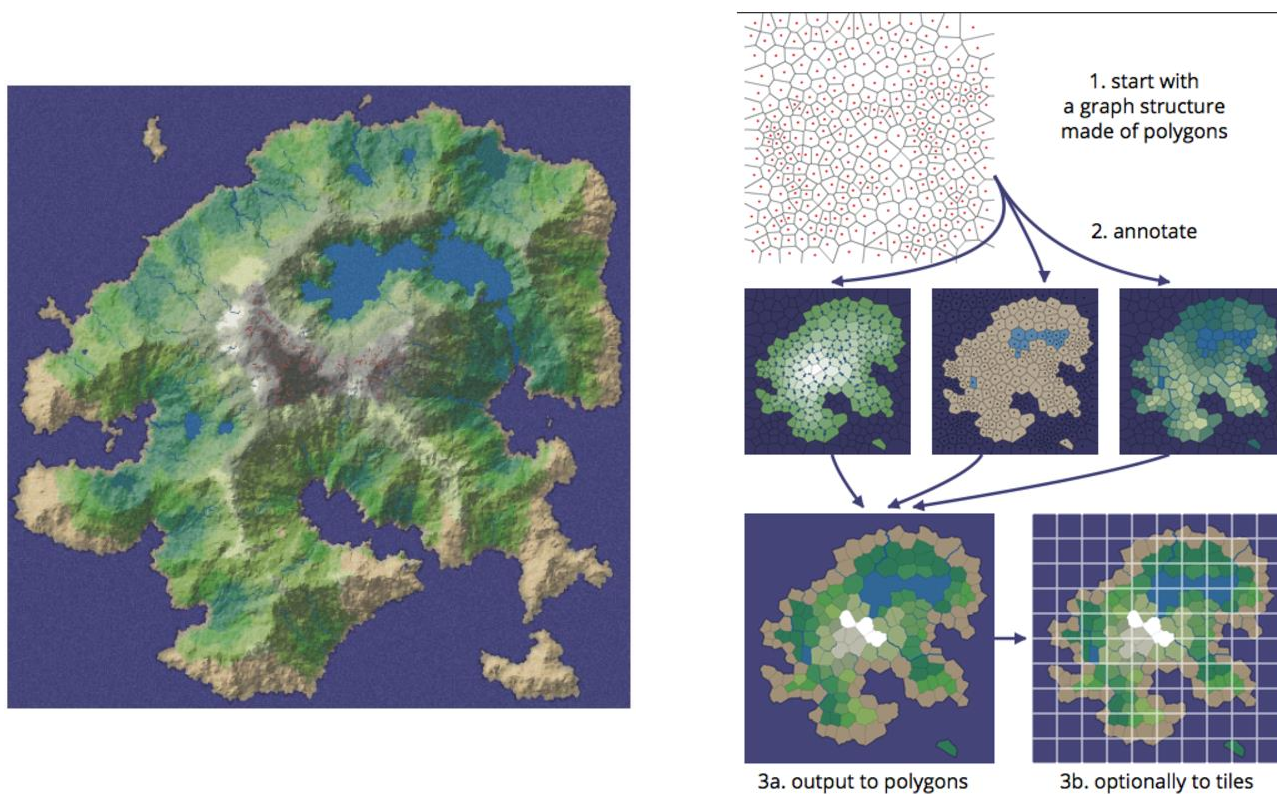 1. start with
a graph structure
made of polygons
2. annotate
3a. output to polygons
3b. optionally to tiles